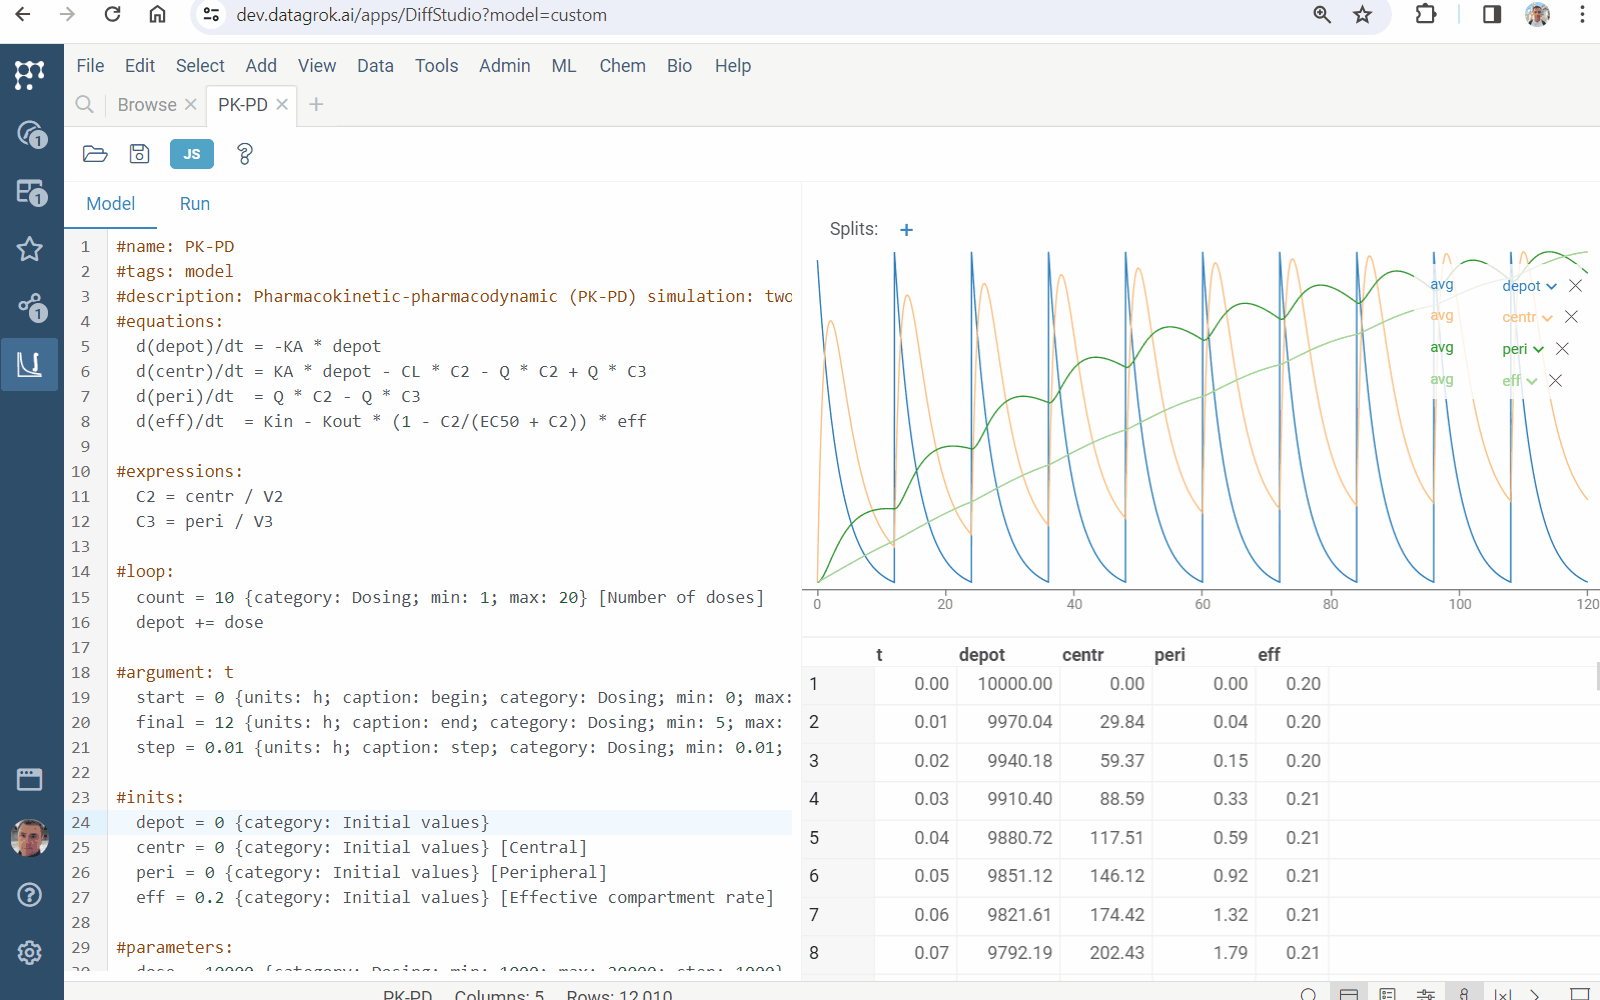 dev.datagrok.ai/apps/DiffStudio?model=custom
File Edit Select Add View Data Tools Admin ML Chem Bio Help
Browse PK-PD
JS
1
1
1
Model Run
1 #name: PK-PD
2 #tags: model
3 #description: Pharmacokinetic-pharmacodynamic (PK-PD) simulation: two
4 #equations:
5 d(depot)/dt = -KA * depot
6 d(centr)/dt = KA * depot - CL * C2 - Q * C2 + Q * C3
7 d(peri)/dt  = Q * C2 - Q * C3
8 d(eff)/dt  = Kin - Kout * (1 - C2/(EC50 + C2)) * eff
9
10 #expressions:
11 C2 = centr / V2
12 C3 = peri / V3
13
14 #loop:
15 count = 10 {category: Dosing; min: 1; max: 20} [Number of doses]
16 depot += dose
17
18 #argument: t
19 start = 0 {units: h; caption: begin; category: Dosing; min: 0; max:
20 final = 12 {units: h; caption: end; category: Dosing; min: 5; max:
21 step = 0.01 {units: h; caption: step; category: Dosing; min: 0.01;
22
23 #inits:
24 depot = 0 {category: Initial values}
25 centr = 0 {category: Initial values} [Central]
26 peri = 0 {category: Initial values} [Peripheral]
27 eff = 0.2 {category: Initial values} [Effective compartment rate]
28
29 #parameters:
30 dose = 10000 {category: Dosing; min: 1000; max: 20000; step: 1000}
Splits: +
avg depot
avg centr
avg peri
avg eff
0 20 40 60 80 100 120
t depot centr peri eff
1 0.00 10000.00 0.00 0.00 0.20
2 0.01 9970.04 29.84 0.04 0.20
3 0.02 9940.18 59.37 0.15 0.20
4 0.03 9910.40 88.59 0.33 0.21
5 0.04 9880.72 117.51 0.59 0.21
6 0.05 9851.12 146.12 0.92 0.21
7 0.06 9821.61 174.42 1.32 0.21
8 0.07 9792.19 202.43 1.79 0.21
PK-PD Columns: 5 Rows: 12,010